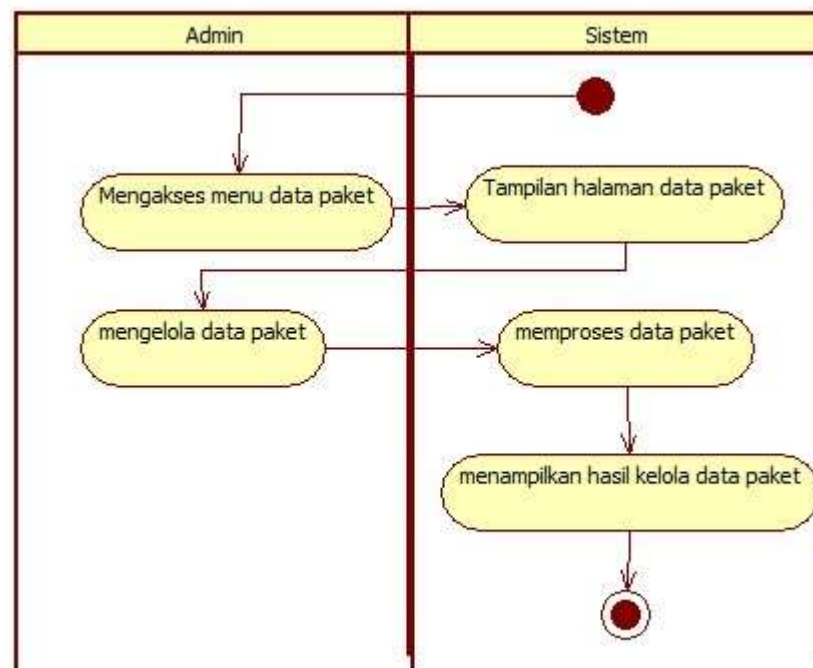 Admin
Sistem
Mengakses menu data paket
Tampilan halaman data paket
mengelola data paket
memproses data paket
menampilkan hasil kelola data paket